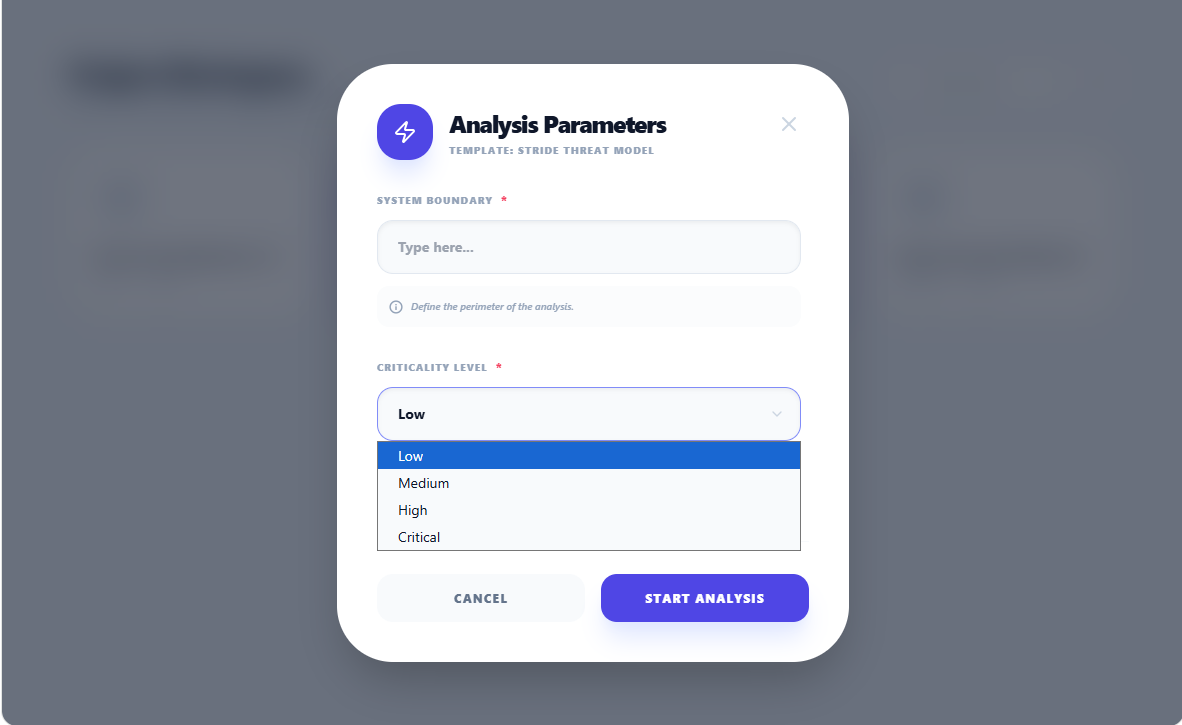 Analysis Parameters
TEMPLATE: STRIDE THREAT MODEL
SYSTEM BOUNDARY *
Type here...
Define the perimeter of the analysis.
CRITICALITY LEVEL *
Low
Low
Medium
High
Critical
CANCEL
START ANALYSIS